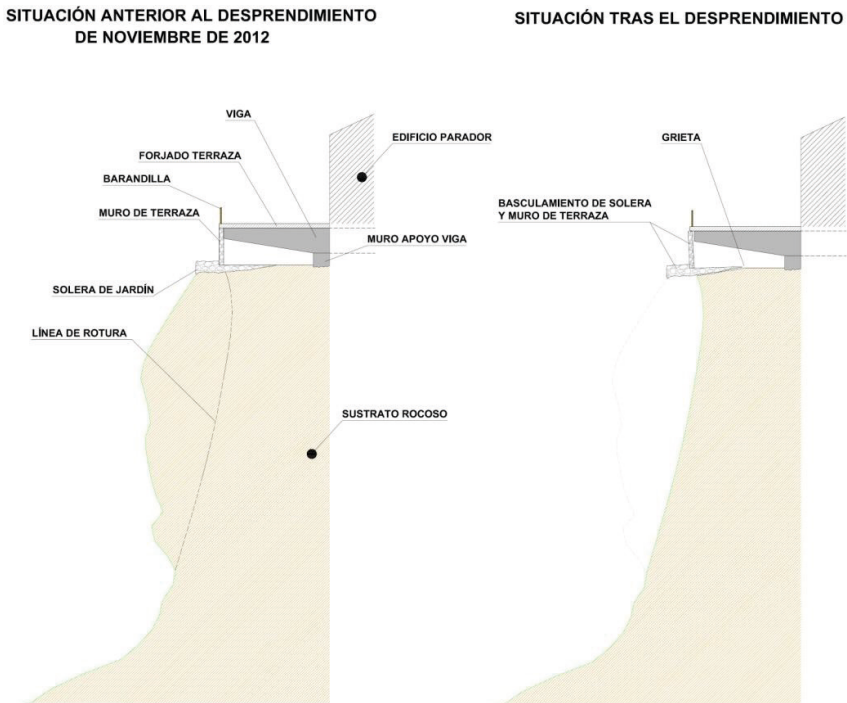 SITUACIÓN ANTERIOR AL DESPRENDIMIENTO
DE NOVIEMBRE DE 2012
VIGA
EDIFICIO PARADOR
FORJADO TERRAZA
BARANDILLA
MURO DE TERRAZA
MURO APOYO VIGA
SOLERA DE JARDÍN
LÍNEA DE ROTURA
SUSTRATO ROCOSO
SITUACIÓN TRAS EL DESPRENDIMIENTO
GRIETA
BASCULAMIENTO DE SOLERA
Y MURO DE TERRAZA